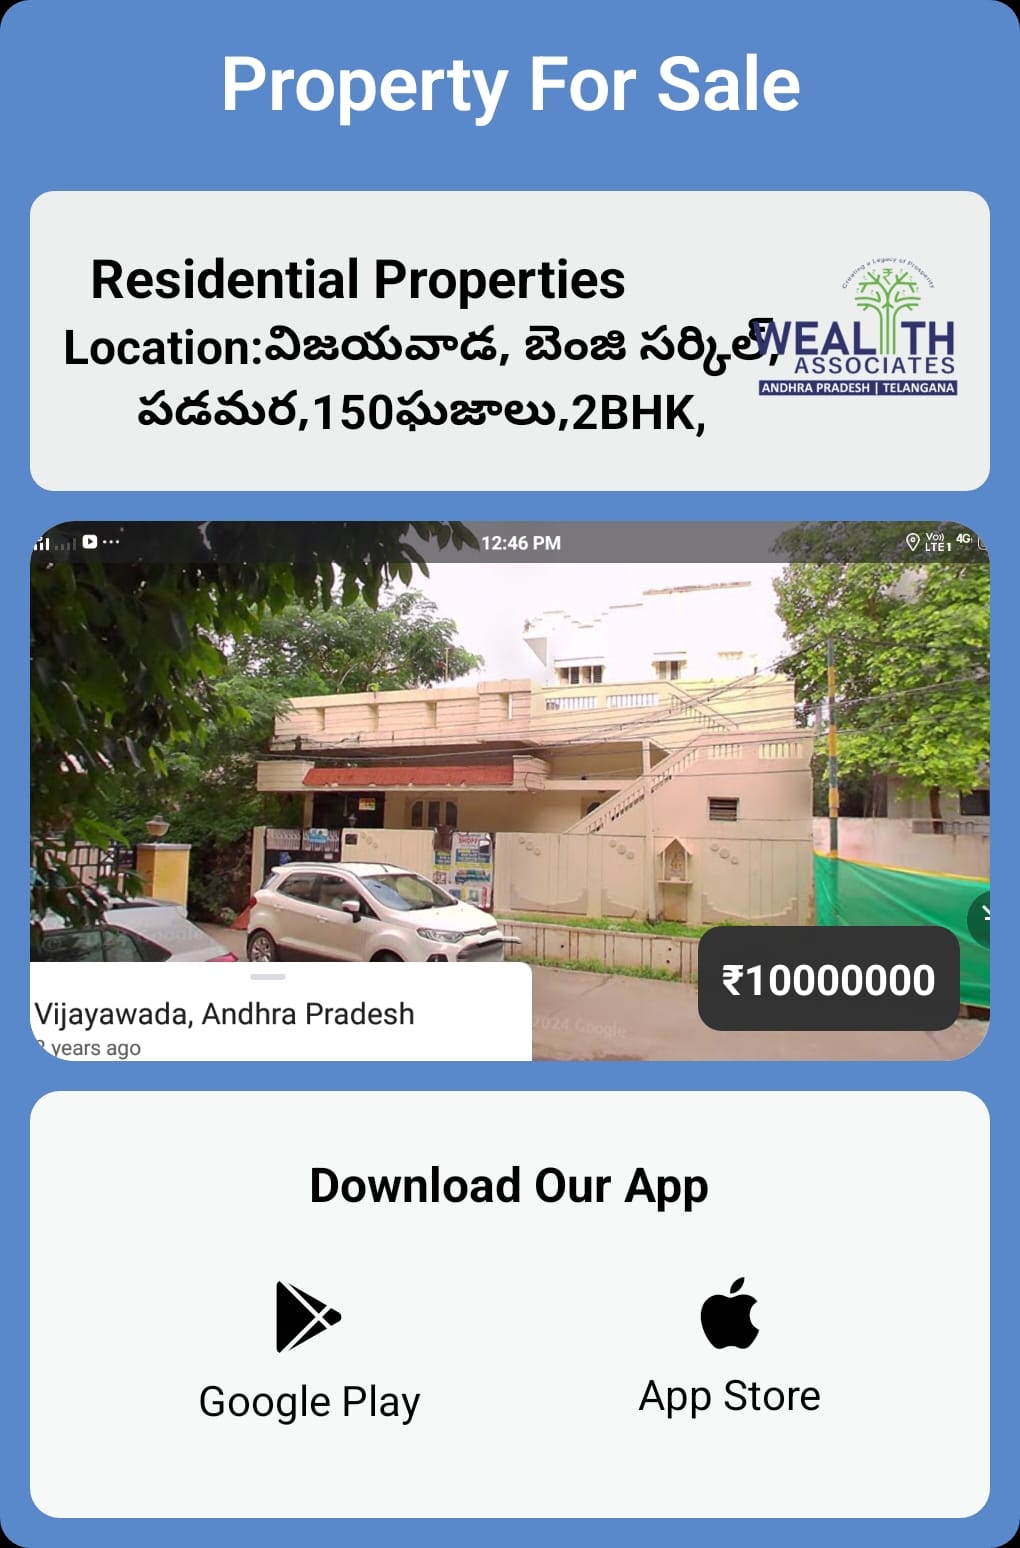 Property For Sale
Residential Properties
Location:విజయవాడ, బెంజి సర్కిల్,
పడమర,150ఘజాలు,2BHK,
Creating a Legacy of Prosperity
WEALTH
ASSOCIATES
ANDHRA PRADESH | TELANGANA
12:46 PM
Vo))
LTE1
4G
SHOPPY
₹10000000
Vijayawada, Andhra Pradesh
years ago
2024 Google
© 2024 Google
Download Our App
Google Play
App Store